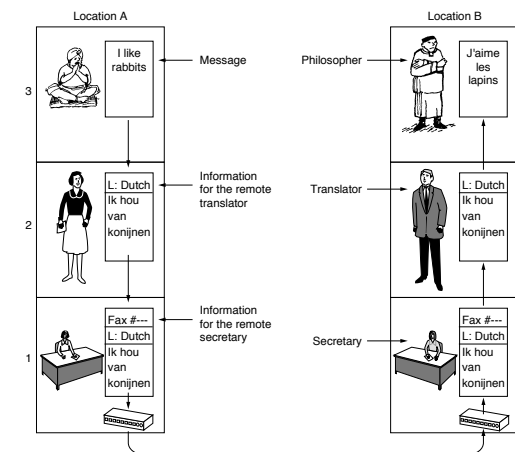 Location A
Location B
3
I like
rabbits
Message
Philosopher
J'aime
les
lapins
2
L: Dutch
Ik hou
van
konijnen
Information
for the remote
translator
Translator
L: Dutch
Ik hou
van
konijnen
1
Fax #---
L: Dutch
Ik hou
van
konijnen
Information
for the remote
secretary
Secretary
Fax #---
L: Dutch
Ik hou
van
konijnen